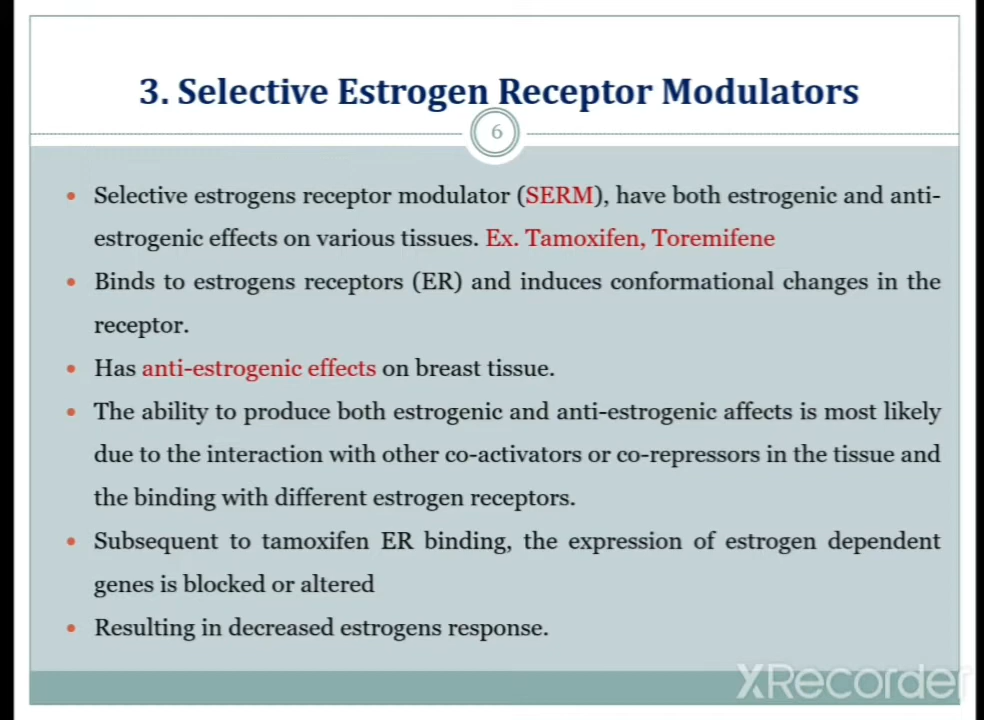 3. Selective Estrogen Receptor Modulators
6
• Selective estrogens receptor modulator (SERM), have both estrogenic and anti-
estrogenic effects on various tissues. Ex. Tamoxifen, Toremifene
• Binds to estrogens receptors (ER) and induces conformational changes in the
receptor.
• Has anti-estrogenic effects on breast tissue.
• The ability to produce both estrogenic and anti-estrogenic affects is most likely
due to the interaction with other co-activators or co-repressors in the tissue and
the binding with different estrogen receptors.
• Subsequent to tamoxifen ER binding, the expression of estrogen dependent
genes is blocked or altered
• Resulting in decreased estrogens response.
XRecorder